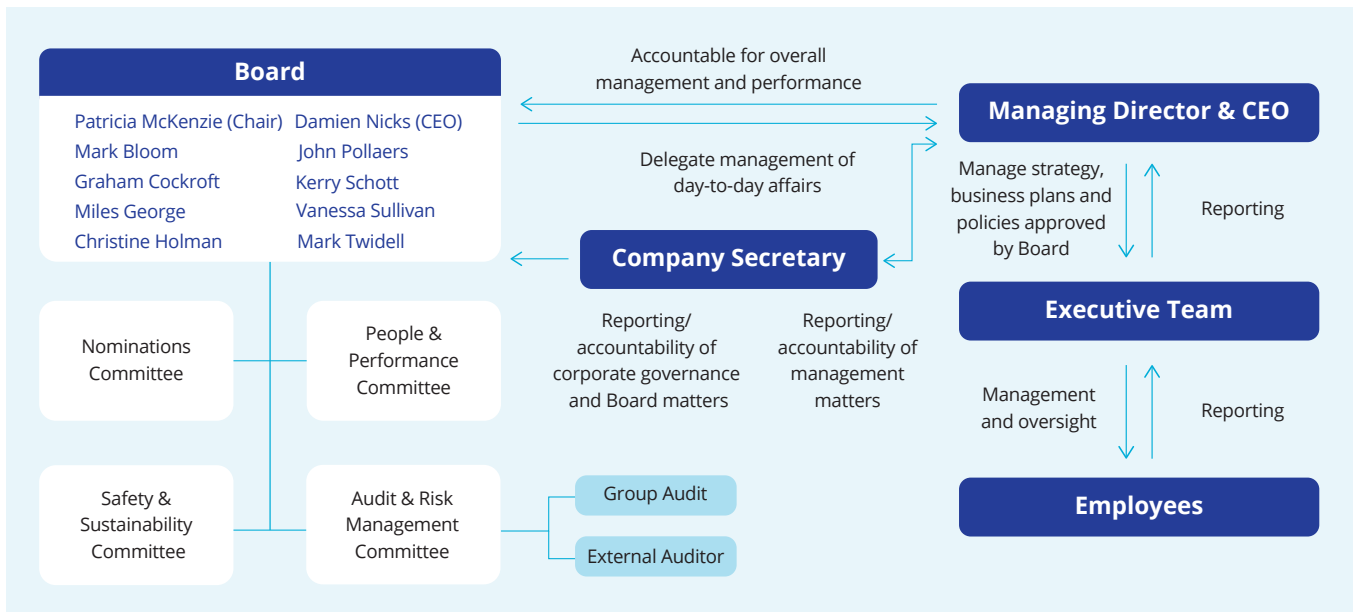 Board
Patricia McKenzie (Chair) Damien Nicks (CEO)
Mark Bloom John Pollaers
Graham Cockroft Kerry Schott
Miles George Vanessa Sullivan
Christine Holman Mark Twidell
Accountable for overall
management and performance
Delegate management of
day-to-day affairs
Managing Director & CEO
Manage strategy,
business plans and
policies approved
by Board
Reporting
Company Secretary
Reporting/
accountability of
corporate governance
and Board matters
Reporting/
accountability of
management
matters
Executive Team
Management
and oversight
Reporting
Employees
Nominations
Committee
People &
Performance
Committee
Safety &
Sustainability
Committee
Audit & Risk
Management
Committee
Group Audit
External Auditor